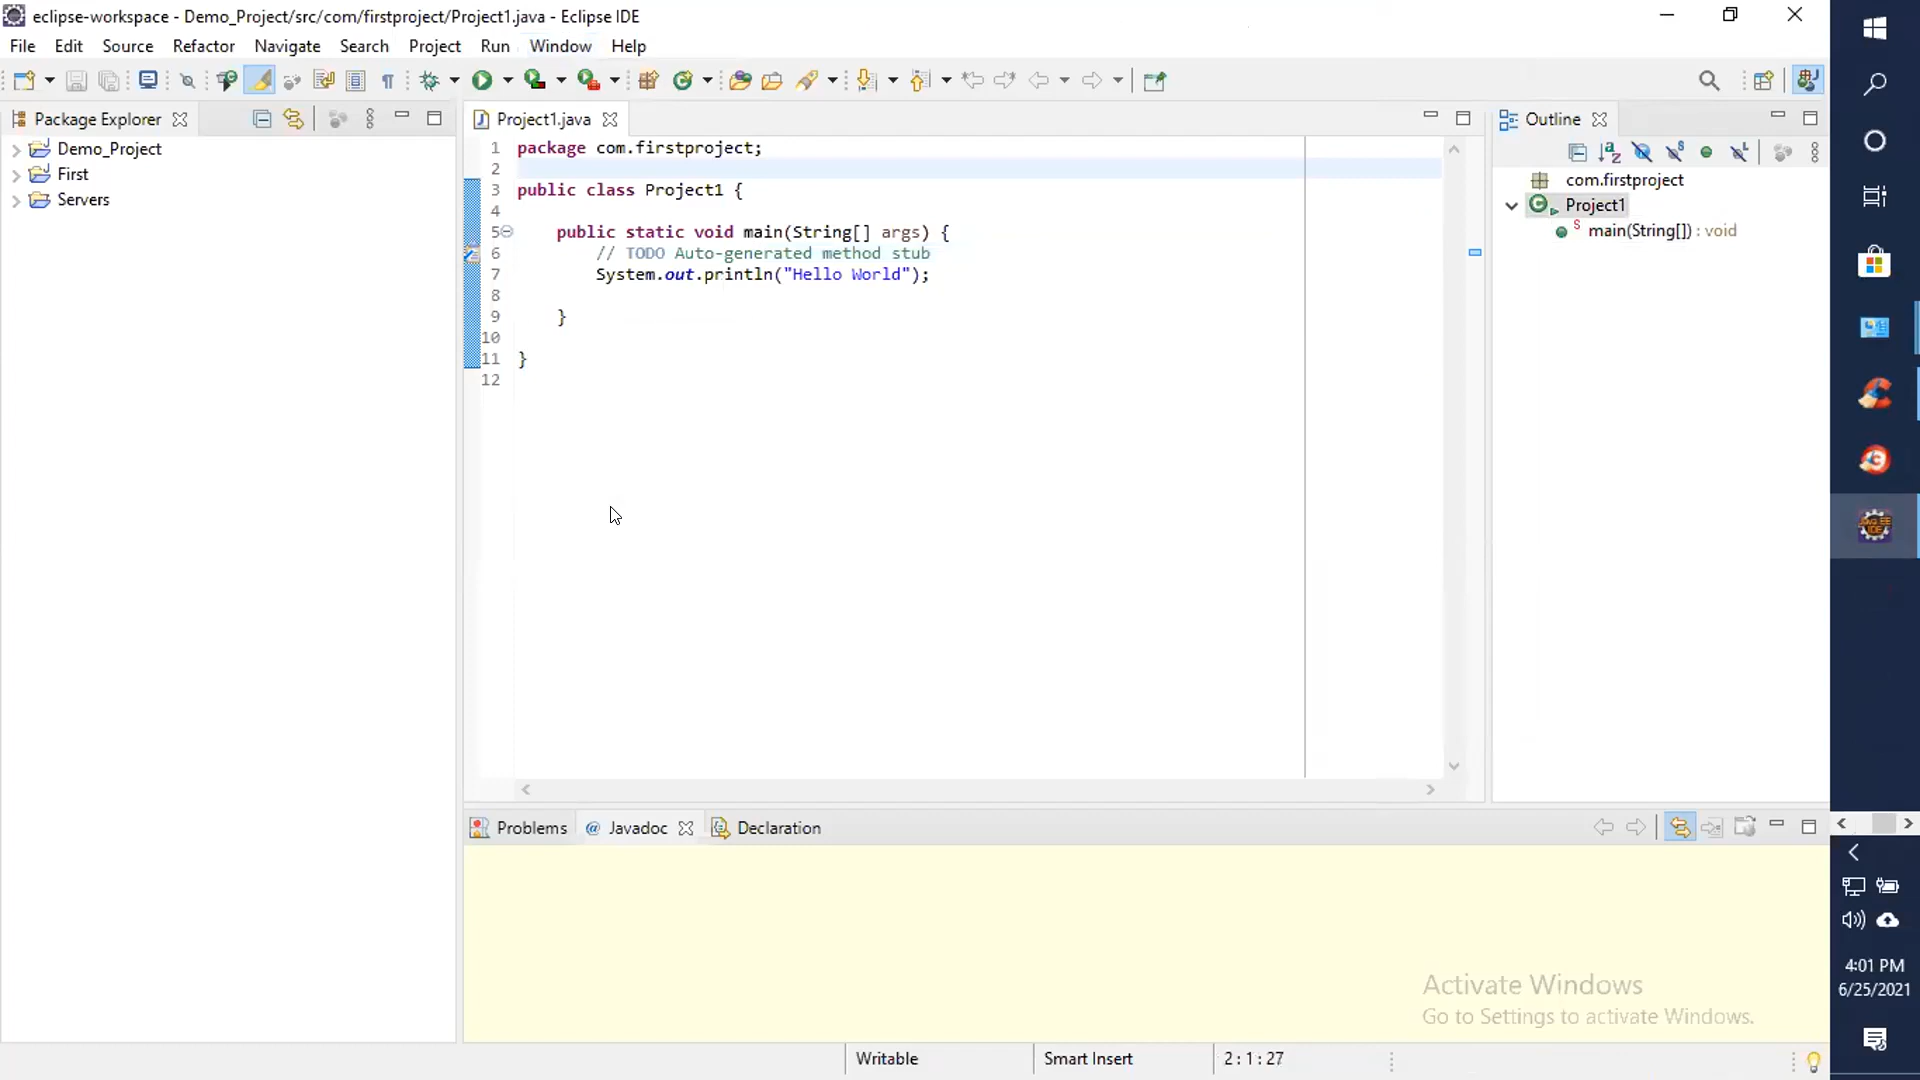 eclipse-workspace - Demo_Project/src/com/firstproject/Project1.java - Eclipse IDE
File Edit Source Refactor Navigate Search Project Run Window Help
Package Explorer
Project1.java
Outline
Demo_Project
First
Servers
1 package com.firstproject;
2
3 public class Project1 {
4
5 public static void main(String[] args) {
6 // TODO Auto-generated method stub
7 System.out.println("Hello World");
8
9 }
10
11 }
12
com.firstproject
Project1
main(String[]) : void
Problems @ Javadoc Declaration
Activate Windows
Go to Settings to activate Windows.
Writable Smart Insert 2 : 1 : 27
4:01 PM
6/25/2021